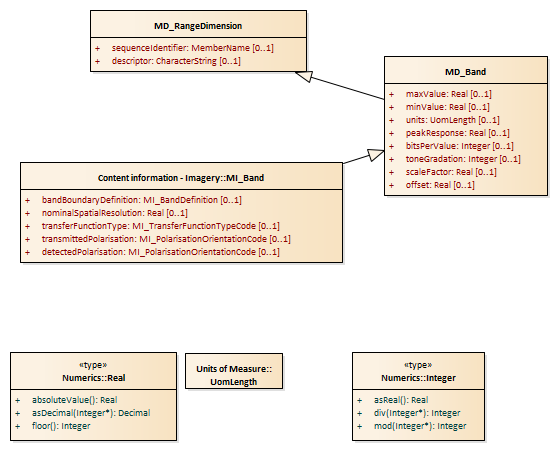 MD_RangeDimension
+ sequenceIdentifier: MemberName [0..1]
+ descriptor: CharacterString [0..1]
MD_Band
+ maxValue: Real [0..1]
+ minValue: Real [0..1]
+ units: UomLength [0..1]
+ peakResponse: Real [0..1]
+ bitsPerValue: Integer [0..1]
+ toneGradation: Integer [0..1]
+ scaleFactor: Real [0..1]
+ offset: Real [0..1]
Content information - Imagery::MI_Band
+ bandBoundaryDefinition: MI_BandDefinition [0..1]
+ nominalSpatialResolution: Real [0..1]
+ transferFunctionType: MI_TransferFunctionTypeCode [0..1]
+ transmittedPolarisation: MI_PolarisationOrientationCode [0..1]
+ detectedPolarisation: MI_PolarisationOrientationCode [0..1]
«type»
Numerics::Real
+ absoluteValue(): Real
+ asDecimal(Integer*): Decimal
+ floor(): Integer
Units of Measure::
UomLength
«type»
Numerics::Integer
+ asReal(): Real
+ div(Integer*): Integer
+ mod(Integer*): Integer